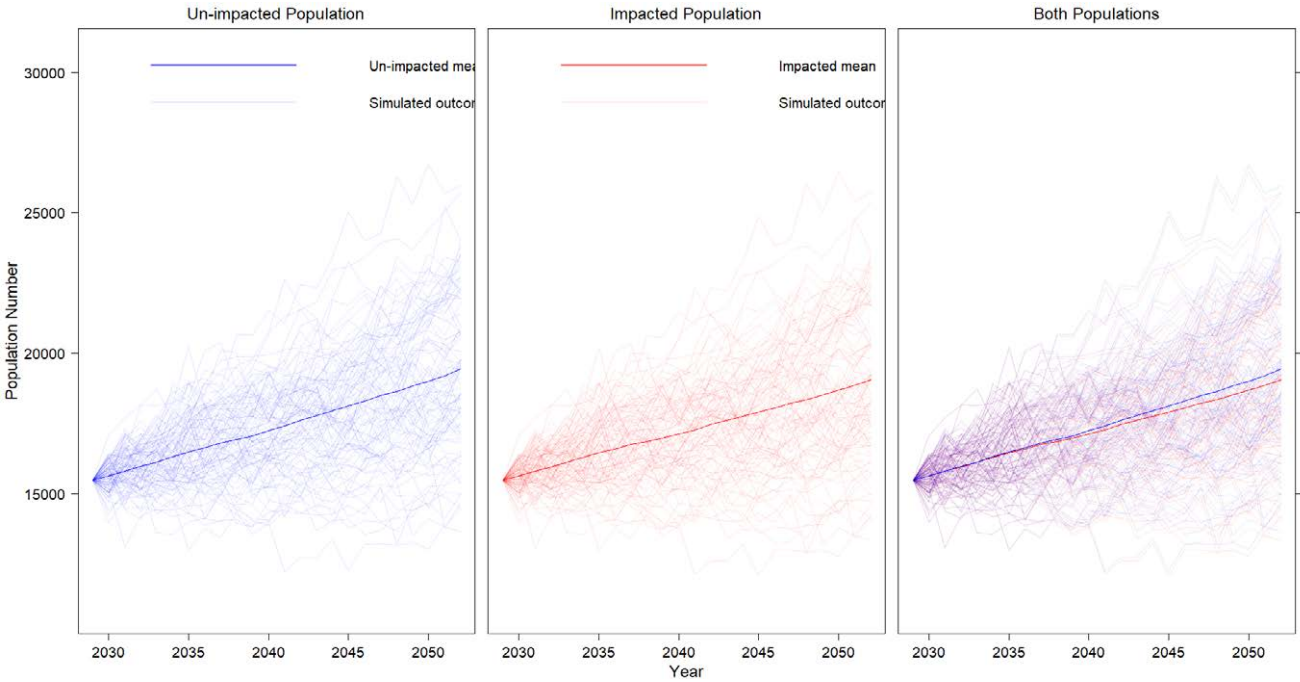 Un-impacted Population
Impacted Population
Both Populations
Un-impacted mea
Simulated outcor
Impacted mean
Simulated outcor
30000
25000
20000
15000
Population Number
2030 2035 2040 2045 2050
2030 2035 2040 2045 2050
2030 2035 2040 2045 2050
Year